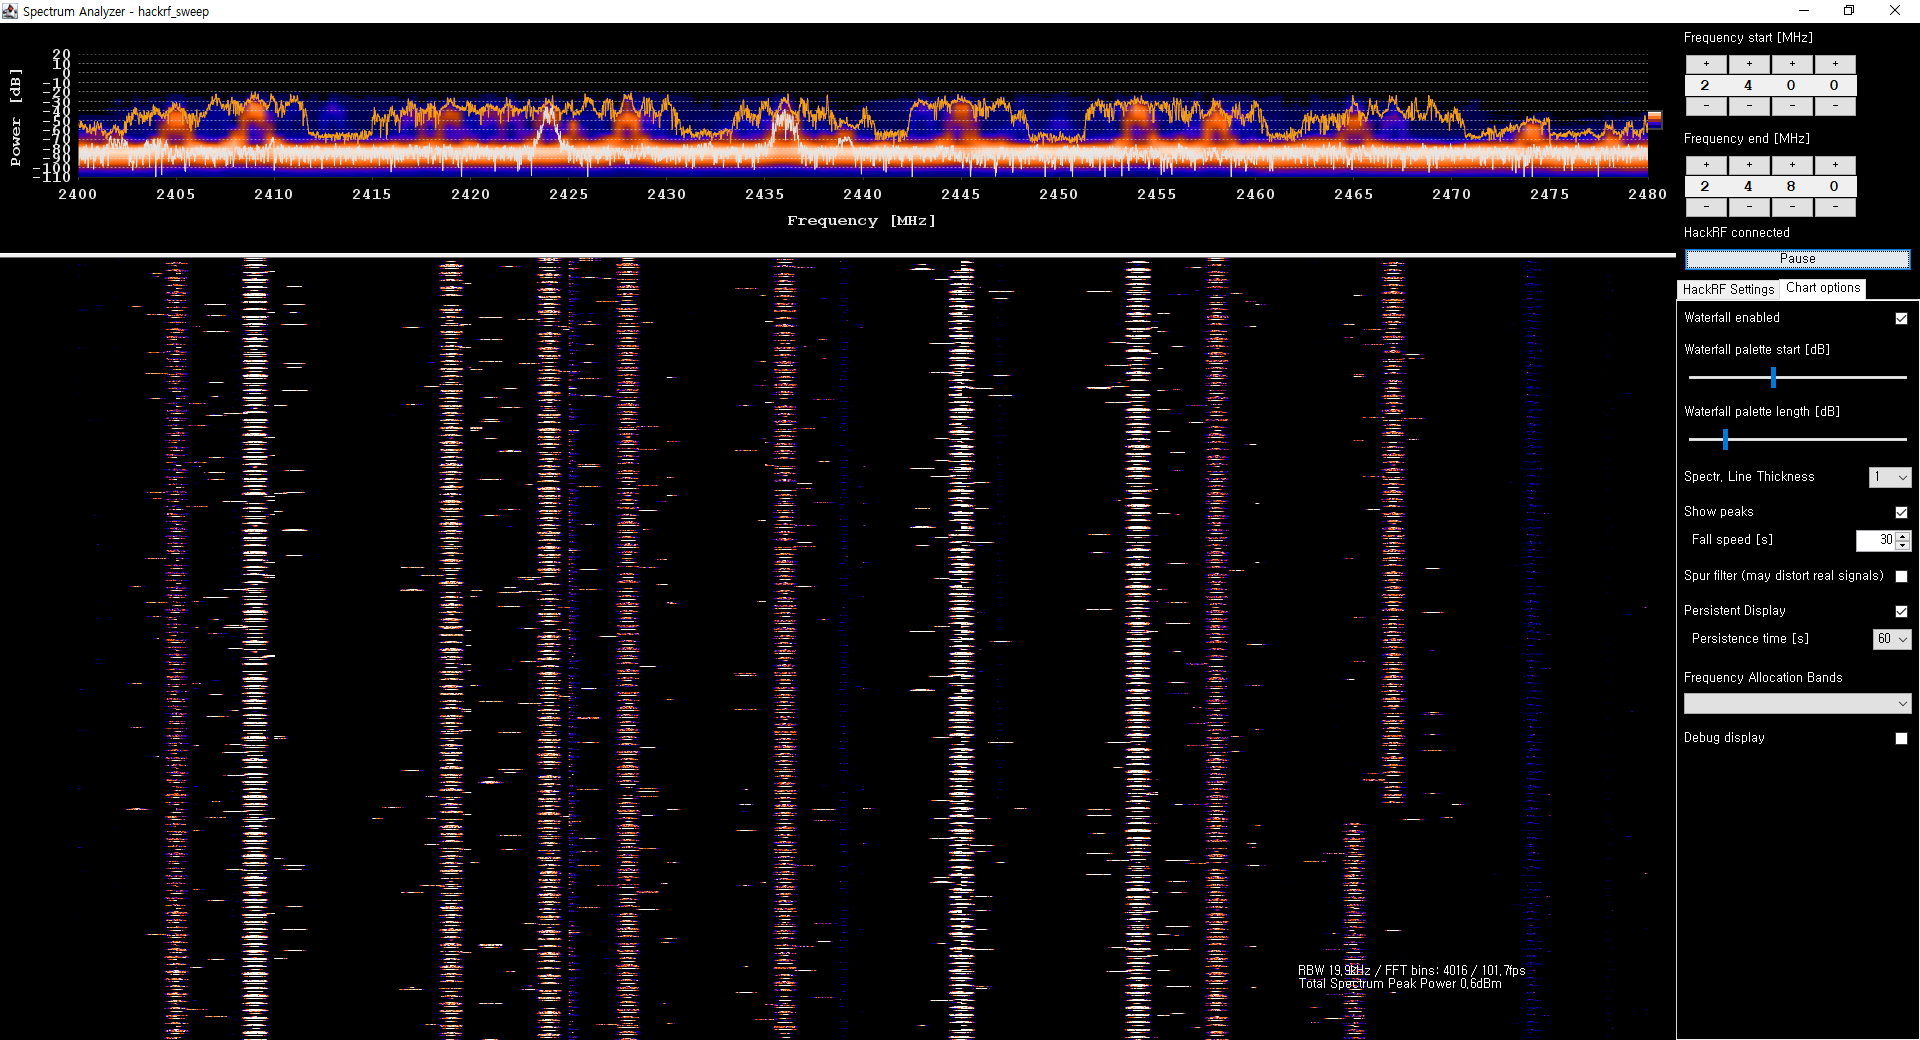 Spectrum Analyzer - hackrf_sweep
Power [dB]
20
10
0
-10
-20
-30
-40
-50
-60
-70
-80
-90
-100
-110
2400 2405 2410 2415 2420 2425 2430 2435 2440 2445 2450 2455 2460 2465 2470 2475 2480
Frequency [MHz]
RBW 19,9kHz / FFT bins: 4016 / 101,7fps
Total Spectrum Peak Power 0,6dBm
Frequency start [MHz]
+ + + +
2 4 0 0
- - - -
Frequency end [MHz]
+ + + +
2 4 8 0
- - - -
HackRF connected
Pause
HackRF Settings Chart options
Waterfall enabled
Waterfall palette start [dB]
Waterfall palette length [dB]
Spectr. Line Thickness 1
Show peaks
Fall speed [s] 30
Spur filter (may distort real signals)
Persistent Display
Persistence time [s] 60
Frequency Allocation Bands
Debug display